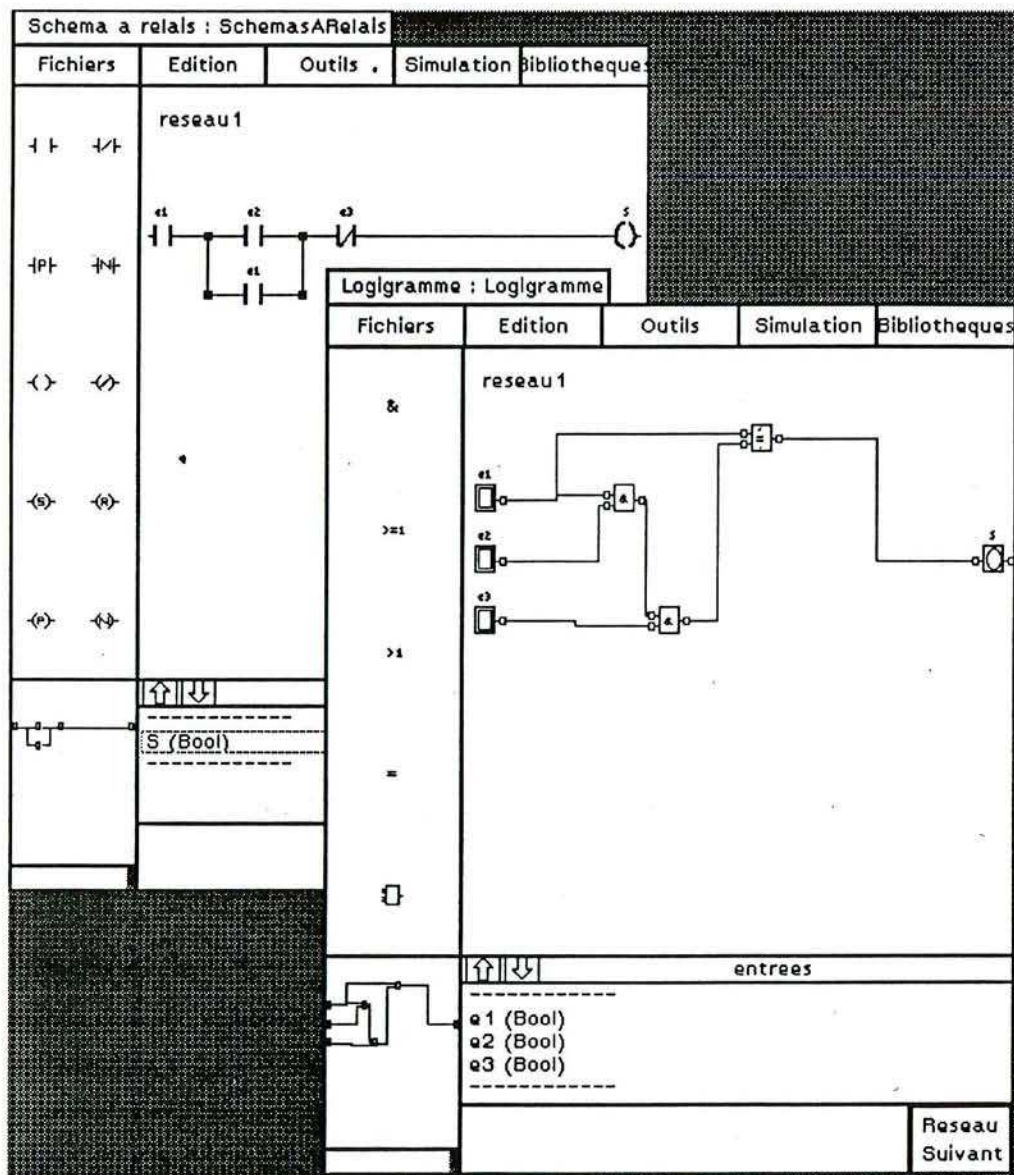 Schema a relais : SchemasARelais
Fichiers Edition Outils . Simulation Bibliotheques
reseau1
P N
e1 e2 e3 S
e1
S R
P N
S (Bool)
Logigramme : Logigramme
Fichiers Edition Outils Simulation Bibliotheques
reseau1
&
>=1
>1
=
=
e1
&
e2
S
e3
&
entrees
e1 (Bool)
e2 (Bool)
e3 (Bool)
Reseau
Suivant